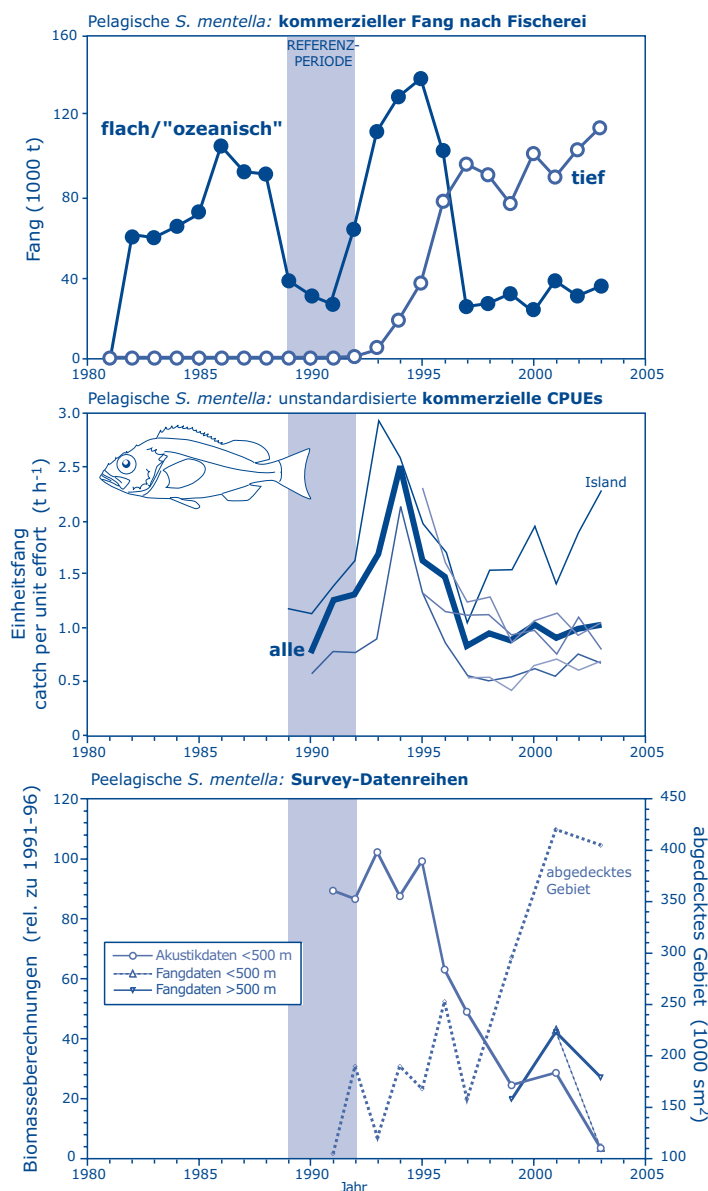 Pelagische S. mentella: kommerzieller Fang nach Fischerei
160
120
80
40
0
Fang (1000 t)
REFERENZ-
PERIODE
flach/"ozeanisch"
tief
1980 1985 1990 1995 2000 2005
Pelagische S. mentella: unstandardisierte kommerzielle CPUEs
3.0
2.5
2.0
1.5
1.0
0.5
0
Einheitsfang
catch per unit effort (t h-1)
Island
alle
1980 1985 1990 1995 2000 2005
Peelagische S. mentella: Survey-Datenreihen
120
100
80
60
40
20
0
Biomasseberechnungen (rel. zu 1991-96)
450
400
350
300
250
200
150
100
abgedecktes Gebiet (1000 sm²)
abgedecktes
Gebiet
Akustikdaten <500 m
Fangdaten <500 m
Fangdaten >500 m
1980 1985 1990 1995 2000 2005
Jahr